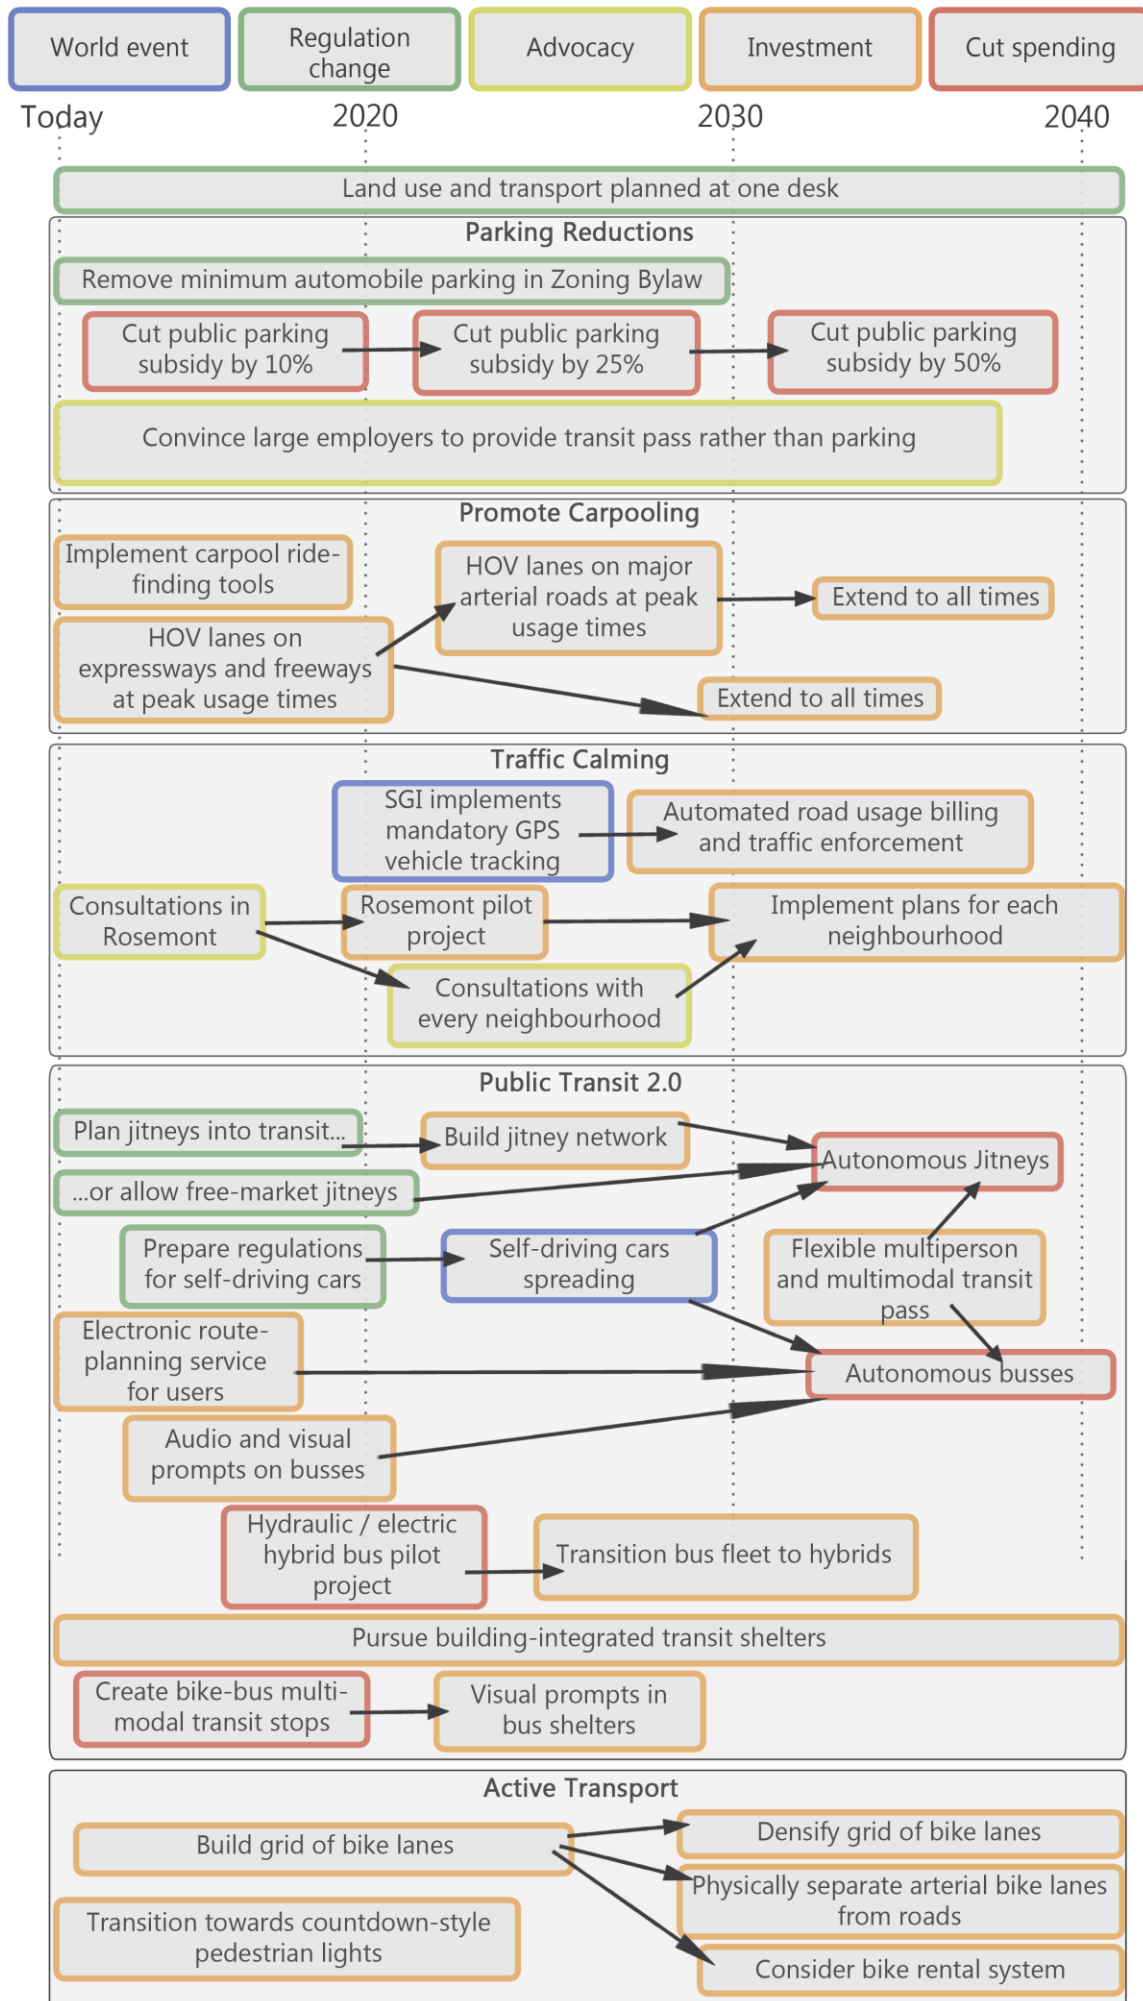 World event
Regulation
change
Advocacy
Investment
Cut spending
Today
2020
2030
2040
Land use and transport planned at one desk
Parking Reductions
Remove minimum automobile parking in Zoning Bylaw
Cut public parking
subsidy by 10%
Cut public parking
subsidy by 25%
Cut public parking
subsidy by 50%
Convince large employers to provide transit pass rather than parking
Promote Carpooling
Implement carpool ride-
finding tools
HOV lanes on major
arterial roads at peak
usage times
Extend to all times
HOV lanes on
expressways and freeways
at peak usage times
Extend to all times
Traffic Calming
SGI implements
mandatory GPS
vehicle tracking
Automated road usage billing
and traffic enforcement
Consultations in
Rosemont
Rosemont pilot
project
Implement plans for each
neighbourhood
Consultations with
every neighbourhood
Public Transit 2.0
Plan jitneys into transit...
Build jitney network
Autonomous Jitneys
...or allow free-market jitneys
Prepare regulations
for self-driving cars
Self-driving cars
spreading
Flexible multiperson
and multimodal transit
pass
Electronic route-
planning service
for users
Autonomous busses
Audio and visual
prompts on busses
Hydraulic / electric
hybrid bus pilot
project
Transition bus fleet to hybrids
Pursue building-integrated transit shelters
Create bike-bus multi-
modal transit stops
Visual prompts in
bus shelters
Active Transport
Build grid of bike lanes
Densify grid of bike lanes
Physically separate arterial bike lanes
from roads
Transition towards countdown-style
pedestrian lights
Consider bike rental system